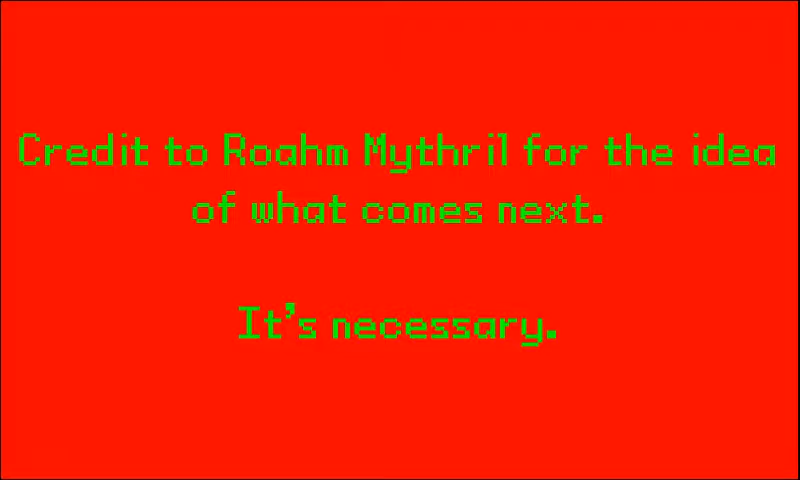 Credit to Roahm Mythril for the idea
of what comes next.
It's necessary.